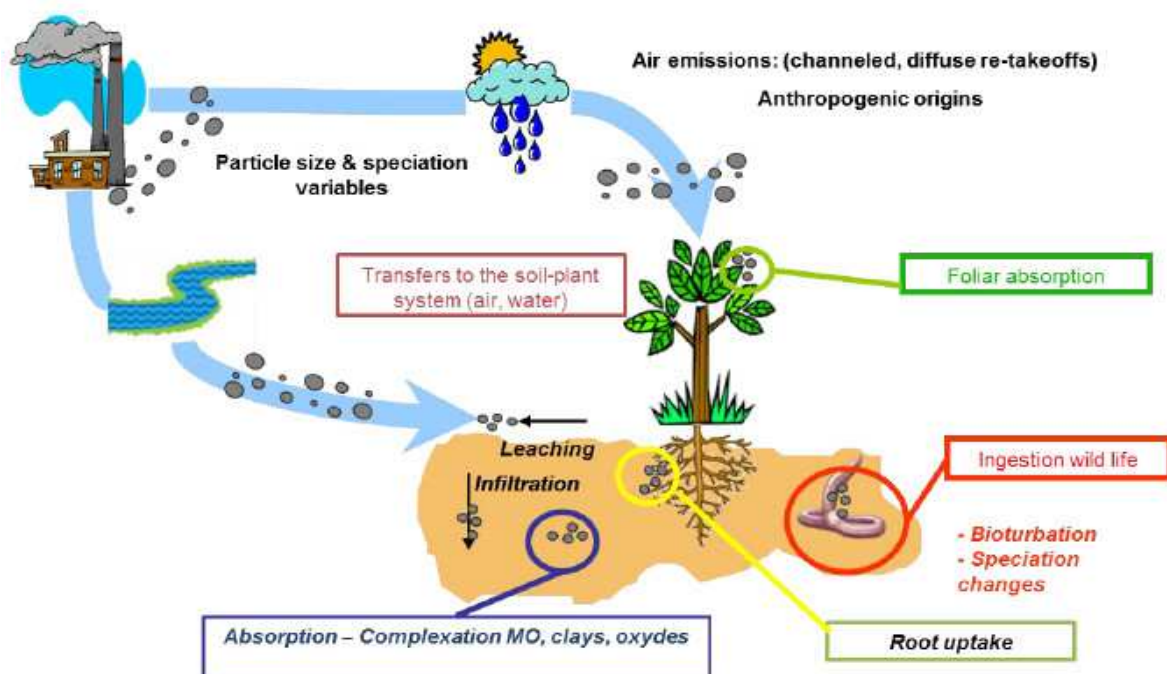 Air emissions: (channeled, diffuse re-takeoffs)
Anthropogenic origins
Particle size & speciation
variables
Transfers to the soil-plant
system (air, water)
Foliar absorption
Leaching
Infiltration
Ingestion wild life
- Bioturbation
- Speciation
changes
Absorption – Complexation MO, clays, oxydes
Root uptake